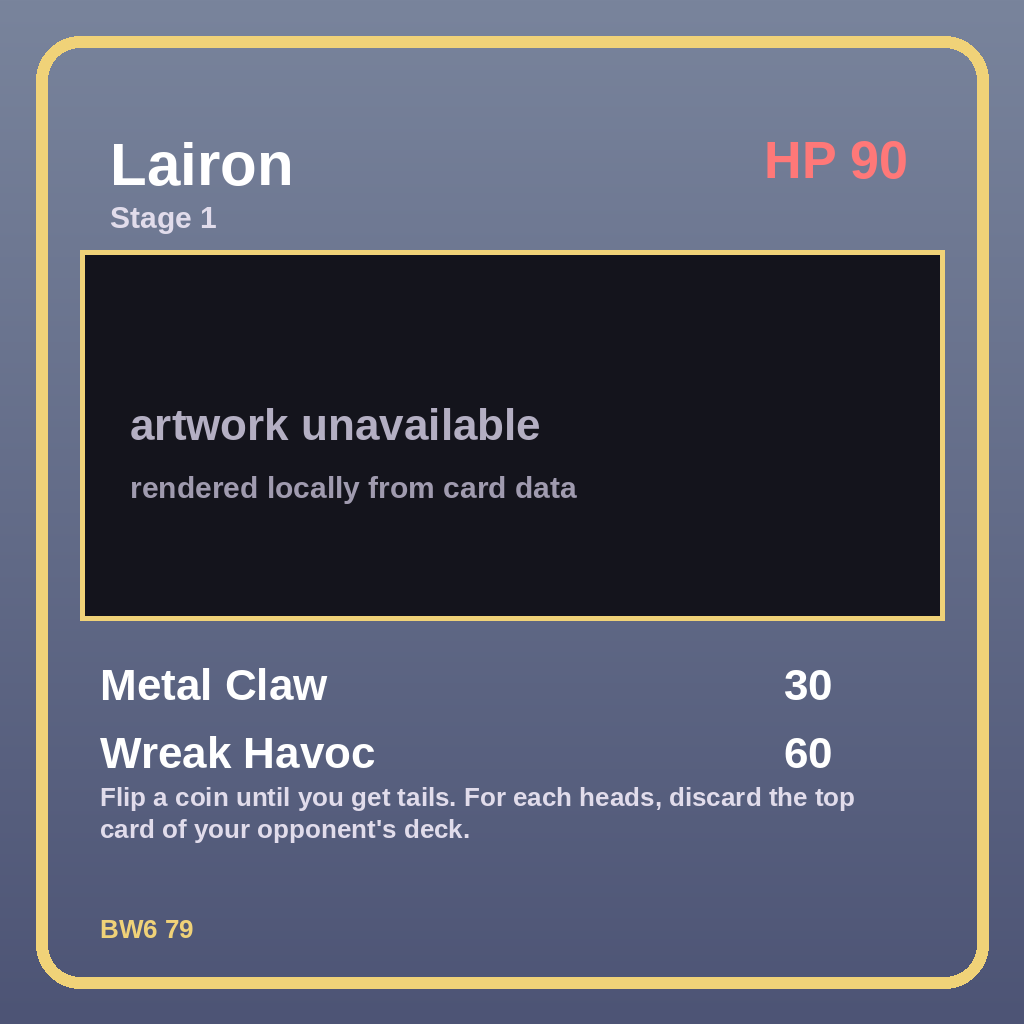 Lairon
HP 90
Stage 1
artwork unavailable
rendered locally from card data
Metal Claw 30
Wreak Havoc 60
Flip a coin until you get tails. For each heads, discard the top
card of your opponent's deck.
BW6 79